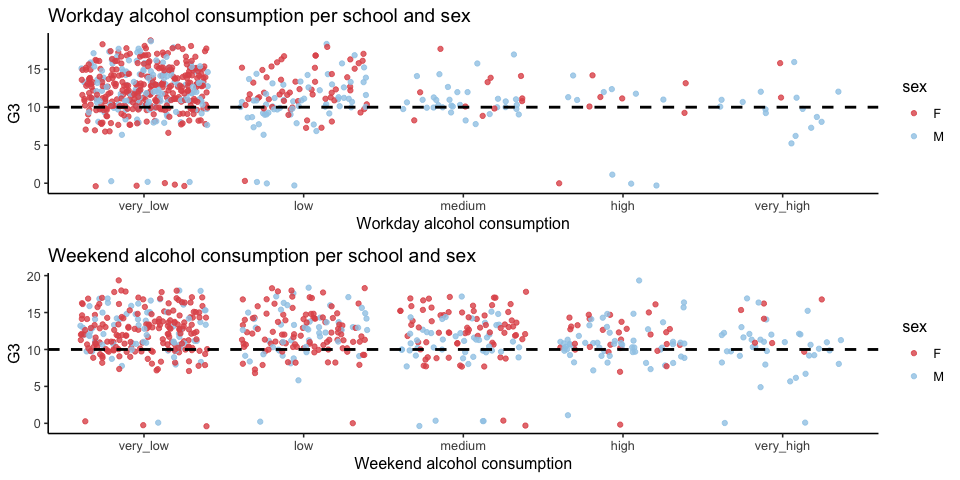 Workday alcohol consumption per school and sex
G3
15
10
5
0
very_low low medium high very_high
Workday alcohol consumption
sex
F
M
Weekend alcohol consumption per school and sex
G3
20
15
10
5
0
very_low low medium high very_high
Weekend alcohol consumption
sex
F
M